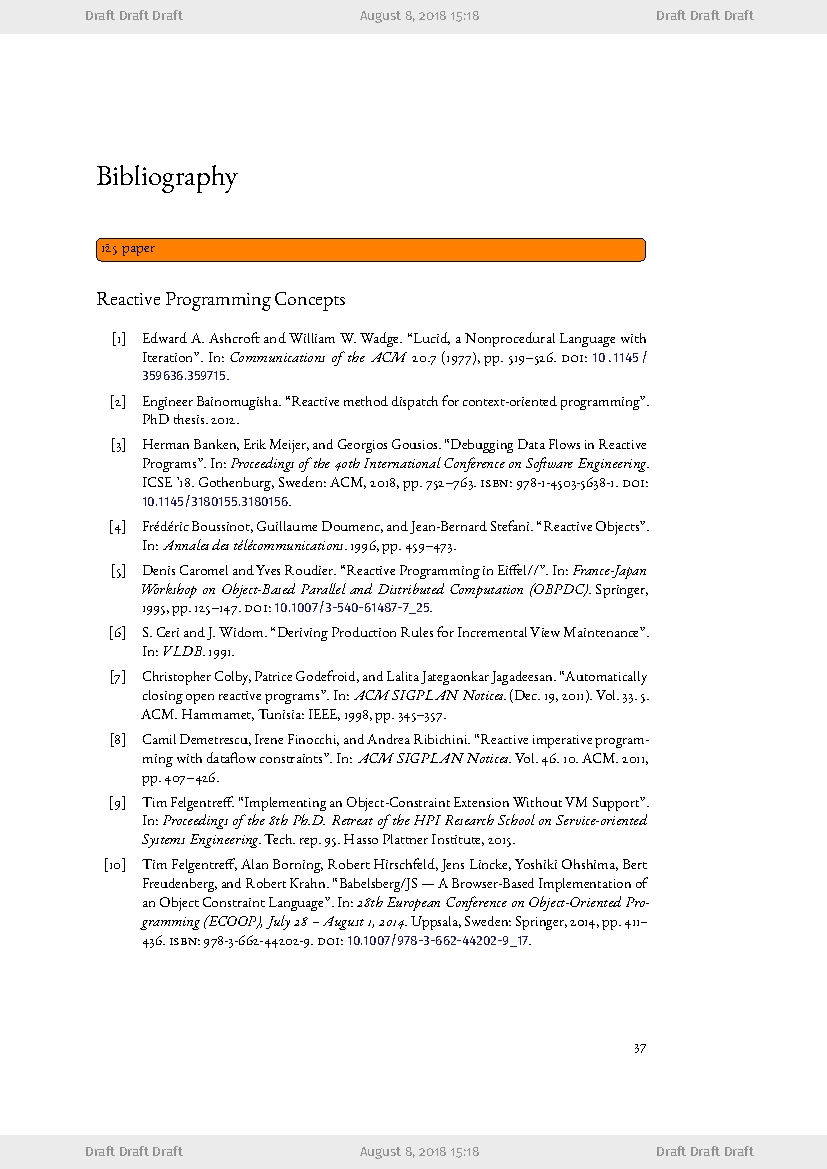 Draft Draft Draft August 8, 2018 15:18 Draft Draft Draft
Bibliography
125 paper
Reactive Programming Concepts
[1] Edward A. Ashcroft and William W. Wadge. “Lucid, a Nonprocedural Language with
Iteration”. In: Communications of the ACM 20.7 (1977), pp. 519–526. DOI: 10.1145/
359636.359715.
[2] Engineer Bainomugisha. “Reactive method dispatch for context-oriented programming”.
PhD thesis. 2012.
[3] Herman Banken, Erik Meijer, and Georgios Gousios. “Debugging Data Flows in Reactive
Programs”. In: Proceedings of the 40th International Conference on Software Engineering.
ICSE ’18. Gothenburg, Sweden: ACM, 2018, pp. 752–763. ISBN: 978-1-4503-5638-1. DOI:
10.1145/3180155.3180156.
[4] Frédéric Boussinot, Guillaume Doumenc, and Jean-Bernard Stefani. “Reactive Objects”.
In: Annales des télécommunications. 1996, pp. 459–473.
[5] Denis Caromel and Yves Roudier. “Reactive Programming in Eiffel//”. In: France-Japan
Workshop on Object-Based Parallel and Distributed Computation (OBPDC). Springer,
1995, pp. 125–147. DOI: 10.1007/3-540-61487-7_25.
[6] S. Ceri and J. Widom. “Deriving Production Rules for Incremental View Maintenance”.
In: VLDB. 1991.
[7] Christopher Colby, Patrice Godefroid, and Lalita Jategaonkar Jagadeesan. “Automatically
closing open reactive programs”. In: ACM SIGPLAN Notices. (Dec. 19, 2011). Vol. 33. 5.
ACM. Hammamet, Tunisia: IEEE, 1998, pp. 345–357.
[8] Camil Demetrescu, Irene Finocchi, and Andrea Ribichini. “Reactive imperative program-
ming with dataflow constraints”. In: ACM SIGPLAN Notices. Vol. 46. 10. ACM. 2011,
pp. 407–426.
[9] Tim Felgentreff. “Implementing an Object-Constraint Extension Without VM Support”.
In: Proceedings of the 8th Ph.D. Retreat of the HPI Research School on Service-oriented
Systems Engineering. Tech. rep. 95. Hasso Plattner Institute, 2015.
[10] Tim Felgentreff, Alan Borning, Robert Hirschfeld, Jens Lincke, Yoshiki Ohshima, Bert
Freudenberg, and Robert Krahn. “Babelsberg/JS — A Browser-Based Implementation of
an Object Constraint Language”. In: 28th European Conference on Object-Oriented Pro-
gramming (ECOOP), July 28 – August 1, 2014. Uppsala, Sweden: Springer, 2014, pp. 411–
436. ISBN: 978-3-662-44202-9. DOI: 10.1007/978-3-662-44202-9_17.
37
Draft Draft Draft August 8, 2018 15:18 Draft Draft Draft